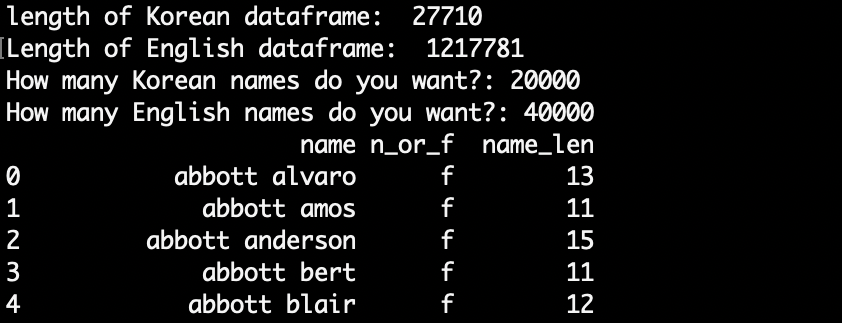 length of Korean dataframe:  27710
Length of English dataframe:  1217781
How many Korean names do you want?: 20000
How many English names do you want?: 40000
name n_or_f  name_len
0           abbott alvaro      f        13
1             abbott amos      f        11
2         abbott anderson      f        15
3             abbott bert      f        11
4            abbott blair      f        12